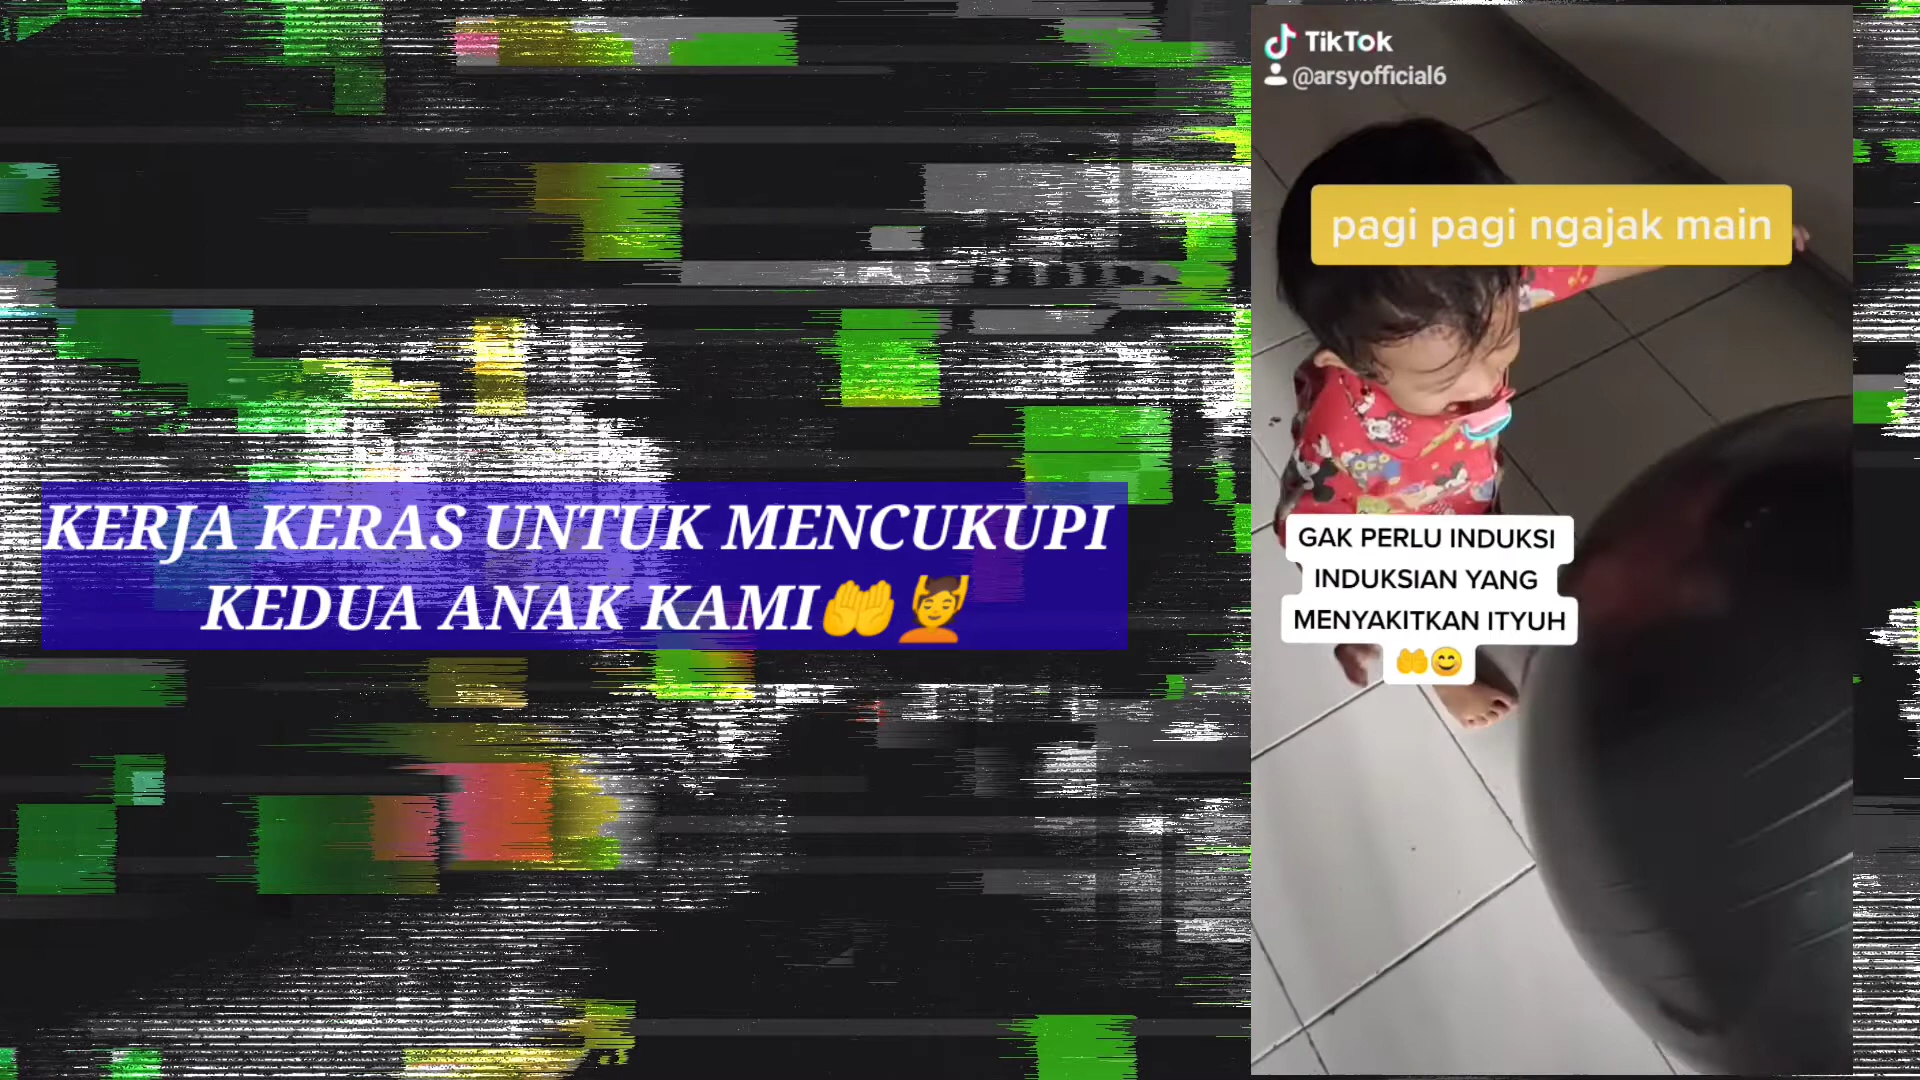 KERJA KERAS UNTUK MENCUKUPI
KEDUA ANAK KAMI🤲💆
TikTok
@arsyofficial6
pagi pagi ngajak main
GAK PERLU INDUKSI
INDUKSIAN YANG
MENYAKITKAN ITYUH
🤲😊